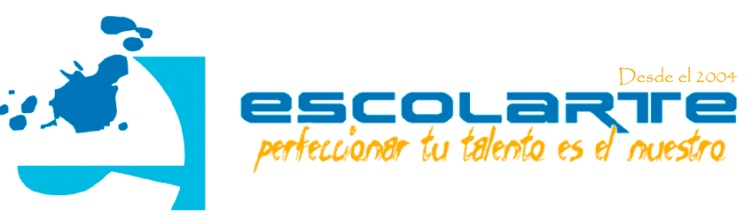 Desde el 2004
ESCOLARTE
perfeccionar tu talento es el nuestro